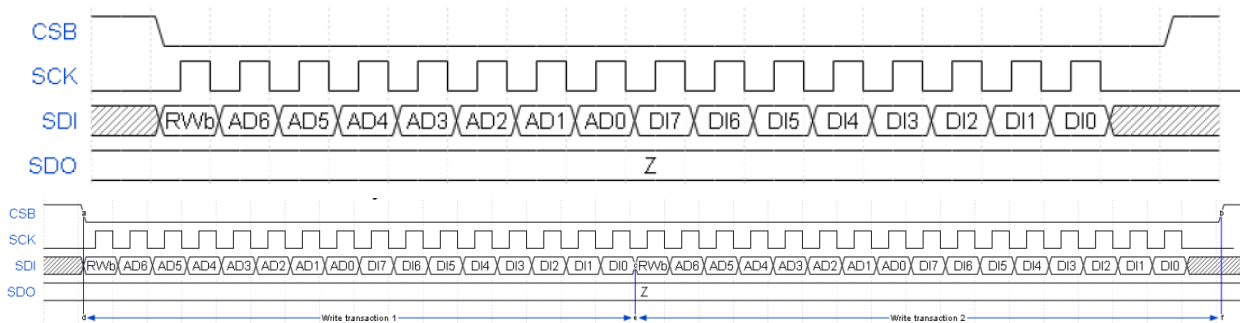 CSB
SCK
SDI RWb AD6 AD5 AD4 AD3 AD2 AD1 AD0 DI7 DI6 DI5 DI4 DI3 DI2 DI1 DI0
SDO Z
CSB a b
SCK
SDI RWb AD6 AD5 AD4 AD3 AD2 AD1 AD0 DI7 DI6 DI5 DI4 DI3 DI2 DI1 DI0 RWb AD6 AD5 AD4 AD3 AD2 AD1 AD0 DI7 DI6 DI5 DI4 DI3 DI2 DI1 DI0
SDO Z
d Write transaction 1 e Write transaction 2 f